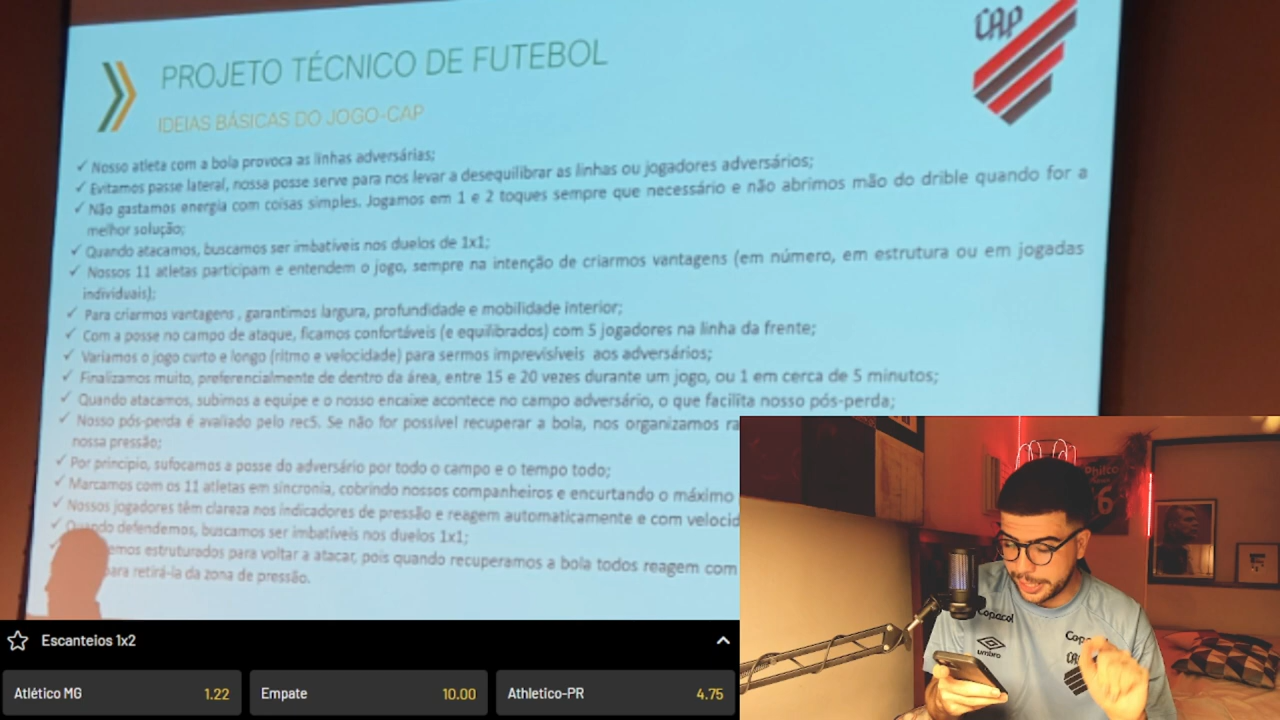 CAP
PROJETO TÉCNICO DE FUTEBOL
IDEIAS BÁSICAS DO JOGO-CAP
✓ Nosso atleta com a bola provoca as linhas adversárias;
✓ Evitamos passe lateral, nossa posse serve para nos levar a desequilibrar as linhas ou jogadores adversários;
✓ Não gastamos energia com coisas simples. Jogamos em 1 e 2 toques sempre que necessário e não abrimos mão do drible quando for a
melhor solução;
✓ Quando atacamos, buscamos ser imbatíveis nos duelos de 1x1;
✓ Nossos 11 atletas participam e entendem o jogo, sempre na intenção de criarmos vantagens (em número, em estrutura ou em jogadas
individuais);
✓ Para criarmos vantagens , garantimos largura, profundidade e mobilidade interior;
✓ Com a posse no campo de ataque, ficamos confortáveis (e equilibrados) com 5 jogadores na linha da frente;
✓ Variamos o jogo curto e longo (ritmo e velocidade) para sermos imprevisíveis aos adversários;
✓ Finalizamos muito, preferencialmente de dentro da área, entre 15 e 20 vezes durante um jogo, ou 1 em cerca de 5 minutos;
✓ Quando atacamos, subimos a equipe e o nosso encaixe acontece no campo adversário, o que facilita nosso pós-perda;
✓ Nosso pós-perda é avaliado pelo rec5. Se não for possível recuperar a bola, nos organizamos ra
nossa pressão;
✓ Por princípio, sufocamos a posse do adversário por todo o campo e o tempo todo;
✓ Marcamos com os 11 atletas em sincronia, cobrindo nossos companheiros e encurtando o máximo
✓ Nossos jogadores têm clareza nos indicadores de pressão e reagem automaticamente e com velocid
✓ Quando defendemos, buscamos ser imbatíveis nos duelos 1x1;
✓ emos estruturados para voltar a atacar, pois quando recuperamos a bola todos reagem com
para retirá-la da zona de pressão.
Philco
6
Copacol
umbro
Cop
CAP
Escanteios 1x2
Atlético MG 1.22 Empate 10.00 Athletico-PR 4.75